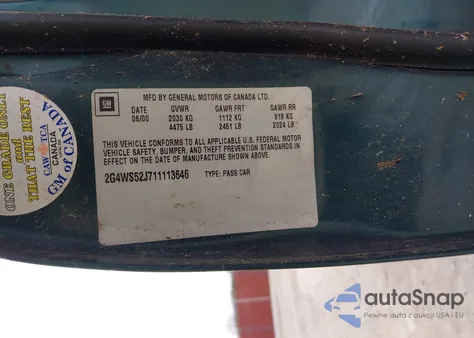 GM
MFD BY GENERAL MOTORS OF CANADA LTD.
DATE GVWR GAWR FRT GAWR RR
06/00 2030 KG 1112 KG 918 KG
4475 LB 2451 LB 2024 LB
THIS VEHICLE CONFORMS TO ALL APPLICABLE U.S. FEDERAL MOTOR
VEHICLE SAFETY, BUMPER, AND THEFT PREVENTION STANDARDS IN
EFFECT ON THE DATE OF MANUFACTURE SHOWN ABOVE.
2G4WS52J711113646 TYPE: PASS CAR
ONE GRADE ONLY
and
THAT THE BEST
CAW TCA
CANADA
GM of CANADA
autoSnap
Pewne auta z aukcji USA - EU